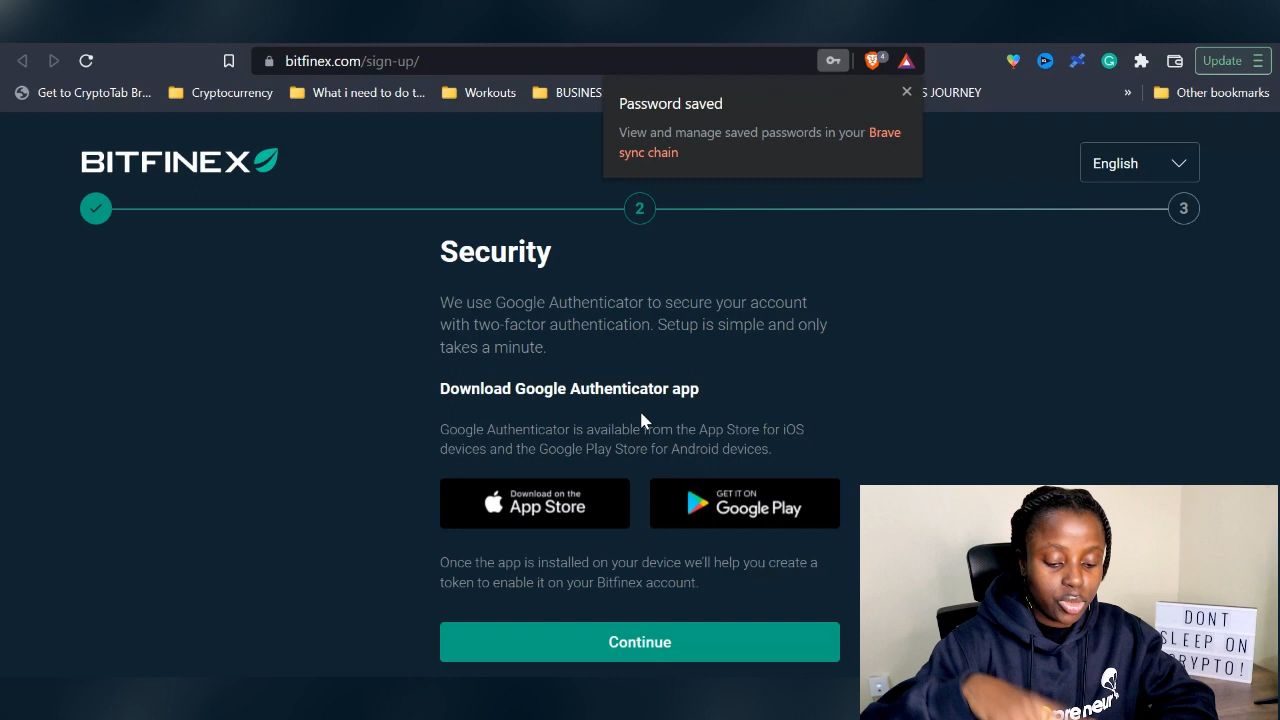 bitfinex.com/sign-up/
4
Update
Get to CryptoTab Br...
Cryptocurrency
What i need to do t...
Workouts
BUSINES
S JOURNEY
»
Other bookmarks
Password saved
View and manage saved passwords in your Brave
sync chain
BITFINEX
English
2
3
Security
We use Google Authenticator to secure your account
with two-factor authentication. Setup is simple and only
takes a minute.
Download Google Authenticator app
Google Authenticator is available from the App Store for iOS
devices and the Google Play Store for Android devices.
Download on the
App Store
GET IT ON
Google Play
Once the app is installed on your device we'll help you create a
token to enable it on your Bitfinex account.
Continue
DONT
SLEEP ON
CRYPTO!
preneur